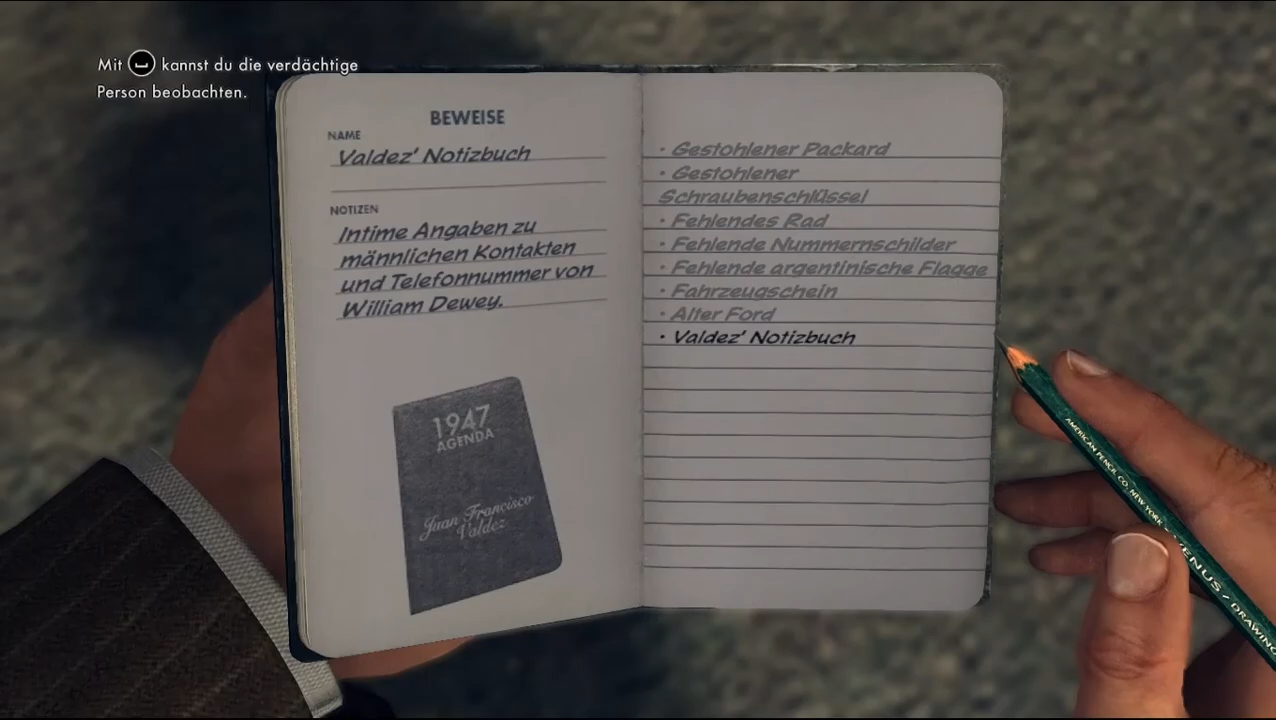 Mit kannst du die verdächtige
Person beobachten.
BEWEISE
NAME
Valdez' Notizbuch
NOTIZEN
Intime Angaben zu
männlichen Kontakten
und Telefonnummer von
William Dewey.
1947
AGENDA
Juan Francisco
Valdez
• Gestohlener Packard
• Gestohlener
Schraubenschlüssel
• Fehlendes Rad
• Fehlende Nummernschilder
• Fehlende argentinische Flagge
• Fahrzeugschein
• Alter Ford
• Valdez' Notizbuch
AMERICAN PENCIL CO. NEW YORK VENUS / DRAWING